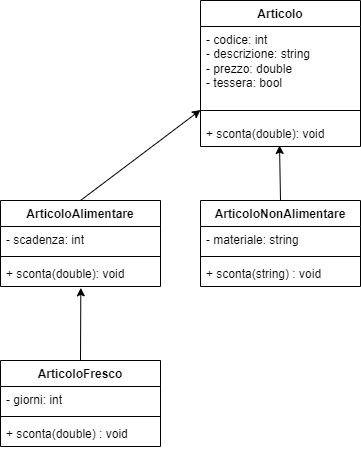 Articolo
- codice: int
- descrizione: string
- prezzo: double
- tessera: bool
+ sconta(double): void
ArticoloAlimentare
- scadenza: int
+ sconta(double): void
ArticoloNonAlimentare
- materiale: string
+ sconta(string) : void
ArticoloFresco
- giorni: int
+ sconta(double) : void